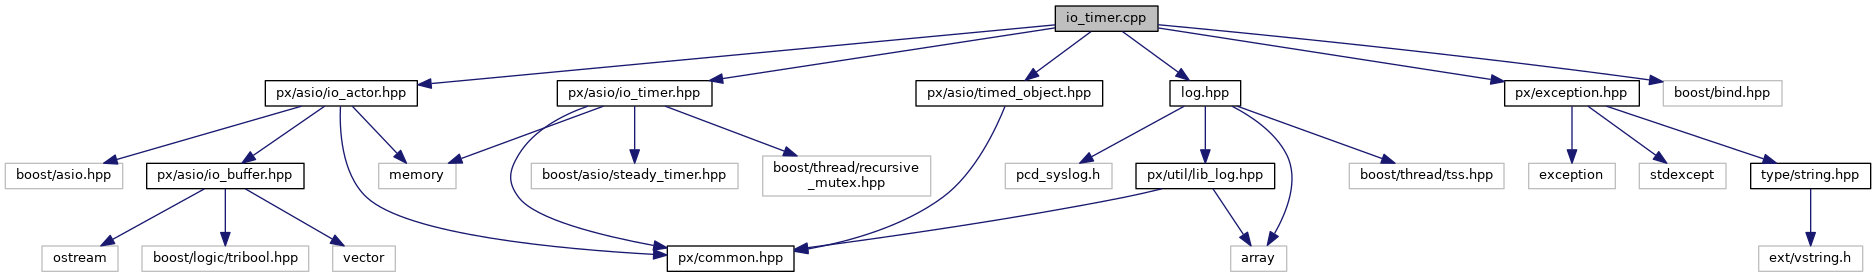 io_timer.cpp
px/asio/io_actor.hpp
px/asio/io_timer.hpp
px/asio/timed_object.hpp
log.hpp
px/exception.hpp
boost/bind.hpp
boost/asio.hpp
px/asio/io_buffer.hpp
memory
boost/asio/steady_timer.hpp
boost/thread/recursive
_mutex.hpp
pcd_syslog.h
px/util/lib_log.hpp
boost/thread/tss.hpp
exception
stdexcept
type/string.hpp
ostream
boost/logic/tribool.hpp
vector
px/common.hpp
array
ext/vstring.h